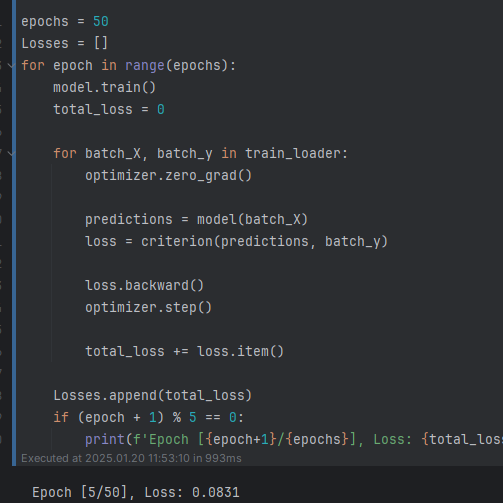 epochs = 50
Losses = []
for epoch in range(epochs):
    model.train()
    total_loss = 0
    for batch_X, batch_y in train_loader:
        optimizer.zero_grad()
        predictions = model(batch_X)
        loss = criterion(predictions, batch_y)
        loss.backward()
        optimizer.step()
        total_loss += loss.item()
    Losses.append(total_loss)
    if (epoch + 1) % 5 == 0:
        print(f'Epoch [{epoch+1}/{epochs}], Loss: {total_loss
Executed at 2025.01.20 11:53:10 in 993ms
Epoch [5/50], Loss: 0.0831